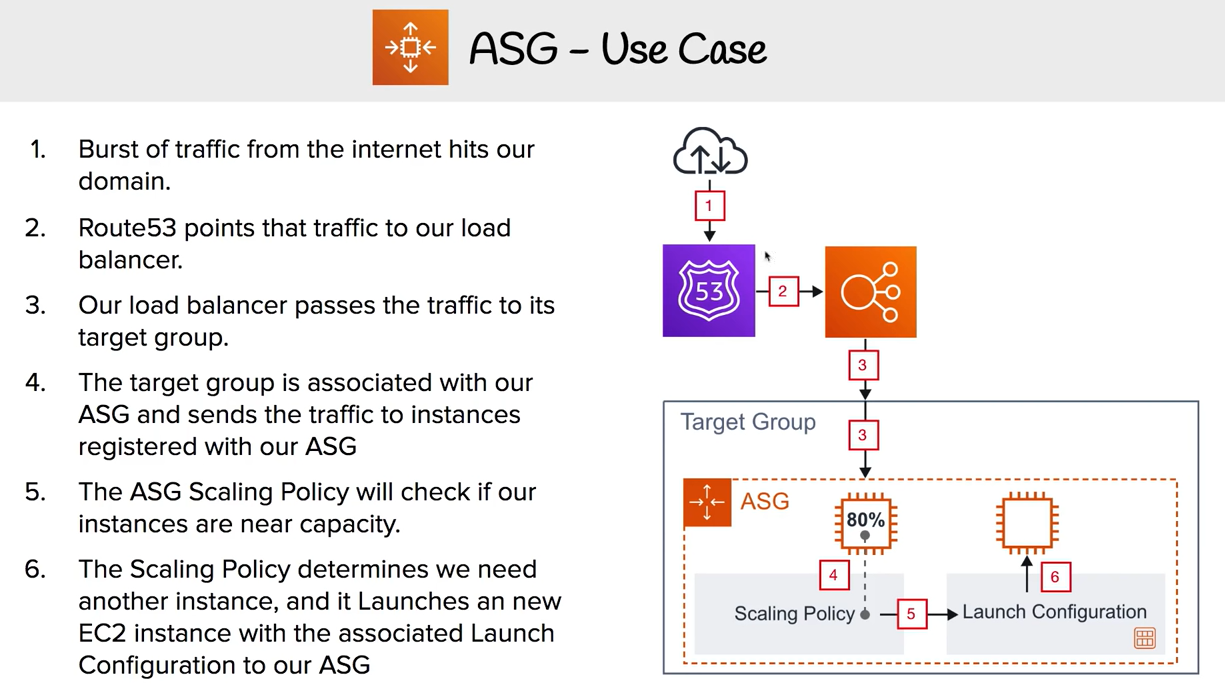 ASG – Use Case
1. Burst of traffic from the internet hits our
domain.
2. Route53 points that traffic to our load
balancer.
3. Our load balancer passes the traffic to its
target group.
4. The target group is associated with our
ASG and sends the traffic to instances
registered with our ASG
5. The ASG Scaling Policy will check if our
instances are near capacity.
6. The Scaling Policy determines we need
another instance, and it Launches an new
EC2 instance with the associated Launch
Configuration to our ASG
1
53
2
3
Target Group
3
ASG
80%
4
6
Scaling Policy
5
Launch Configuration